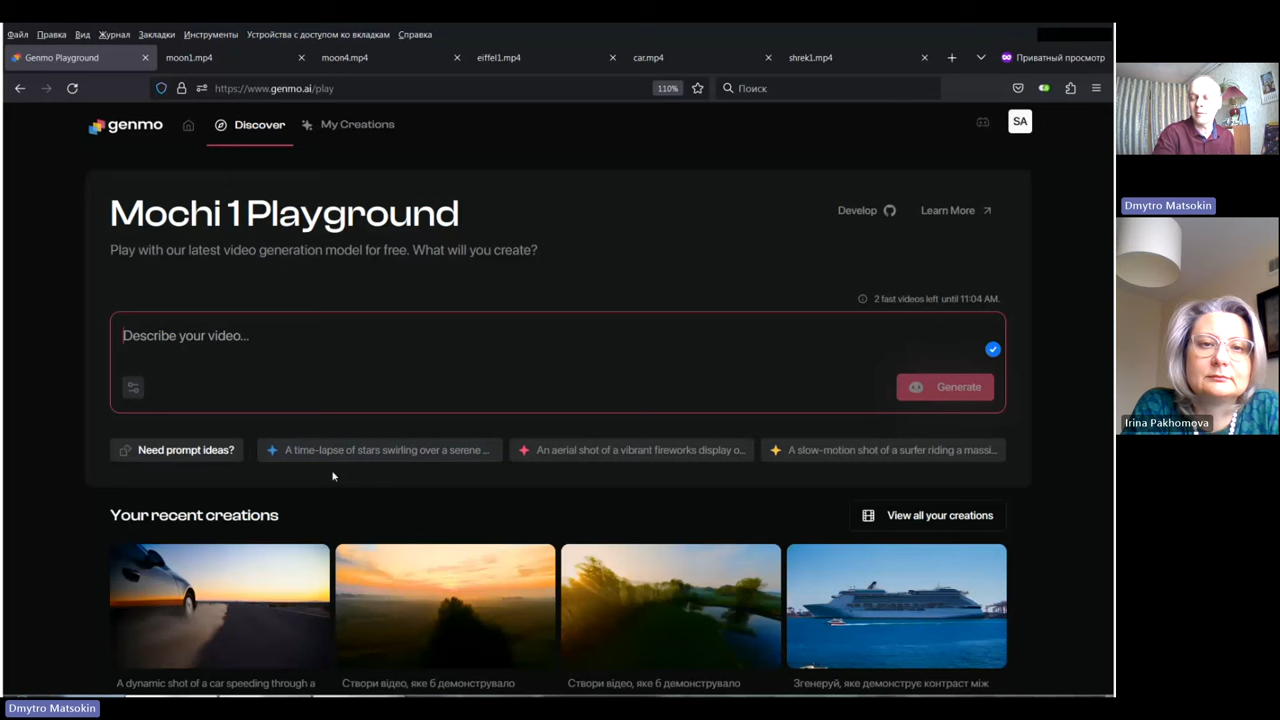 Файл Правка Вид Журнал Закладки Инструменты Устройства с доступом ко вкладкам Справка
Genmo Playground moon1.mp4 moon4.mp4 eiffel1.mp4 car.mp4 shrek1.mp4 Приватный просмотр
https://www.genmo.ai/play 110% Поиск
genmo Discover My Creations SA
Mochi 1 Playground Develop Learn More
Play with our latest video generation model for free. What will you create?
2 fast videos left until 11:04 AM.
Describe your video...
Generate
Need prompt ideas? A time-lapse of stars swirling over a serene ... An aerial shot of a vibrant fireworks display o... A slow-motion shot of a surfer riding a massi...
Your recent creations View all your creations
A dynamic shot of a car speeding through a Створи відео, яке б демонструвало Створи відео, яке б демонструвало Згенеруй, яке демонструє контраст між
Dmytro Matsokin
Irina Pakhomova
Dmytro Matsokin